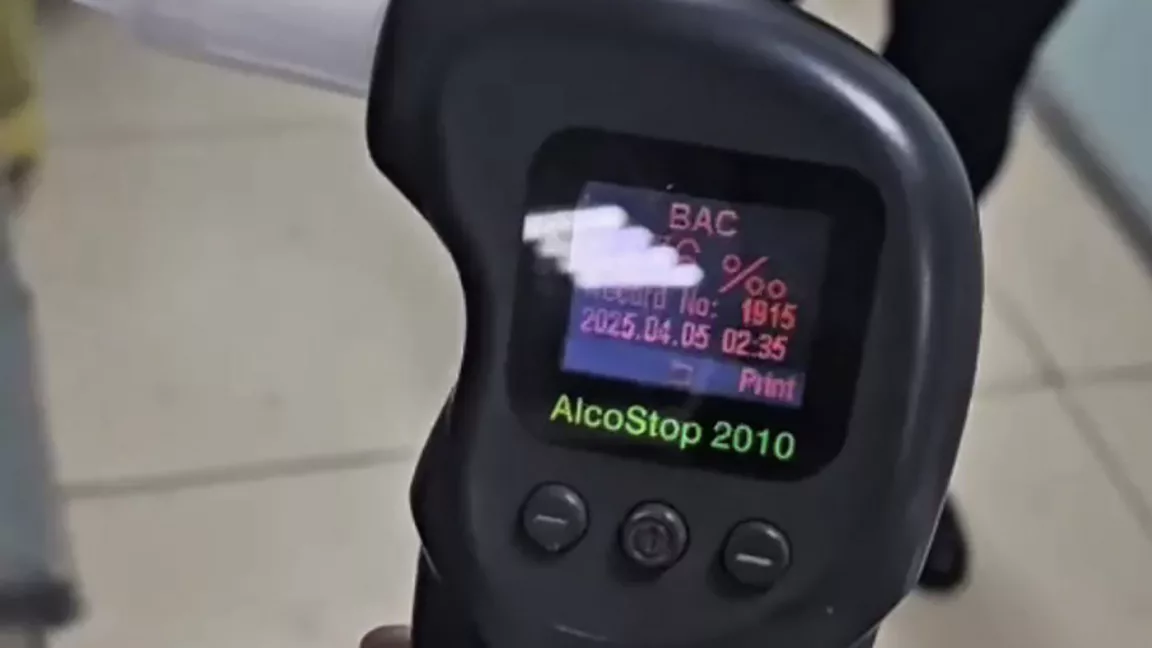 BAC
‰
Record No: 1915
2025.04.05 02:35
Print
AlcoStop 2010